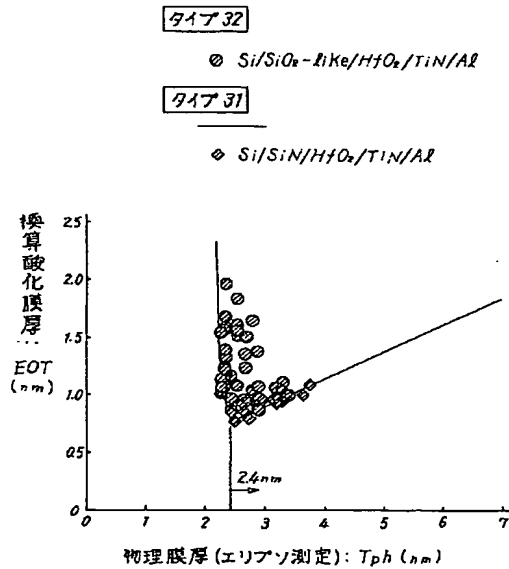 タイプ32
Si/SiO₂-like/HfO₂/TiN/Al
タイプ31
Si/SiN/HfO₂/TiN/Al
換算酸化膜厚:EOT(nm)
25
2.0
1.5
1.0
0.5
0
2.4nm
0 1 2 3 4 5 6 7
物理膜厚(エリプソ測定):Tph(nm)